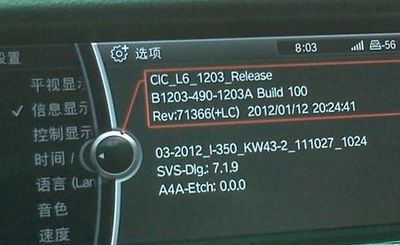 选项
8:03
-56
置
平视显示
✓ 信息显示
控制显示
时间 /
语言 (Lan
音色
速度
CIC_L6_1203_Release
B1203-490-1203A Build 100
Rev:71366(+LC) 2012/01/12 20:24:41
03-2012_I-350_KW43-2_111027_1024
SVS-Dlg.: 7.1.9
A4A-Etch: 0.0.0